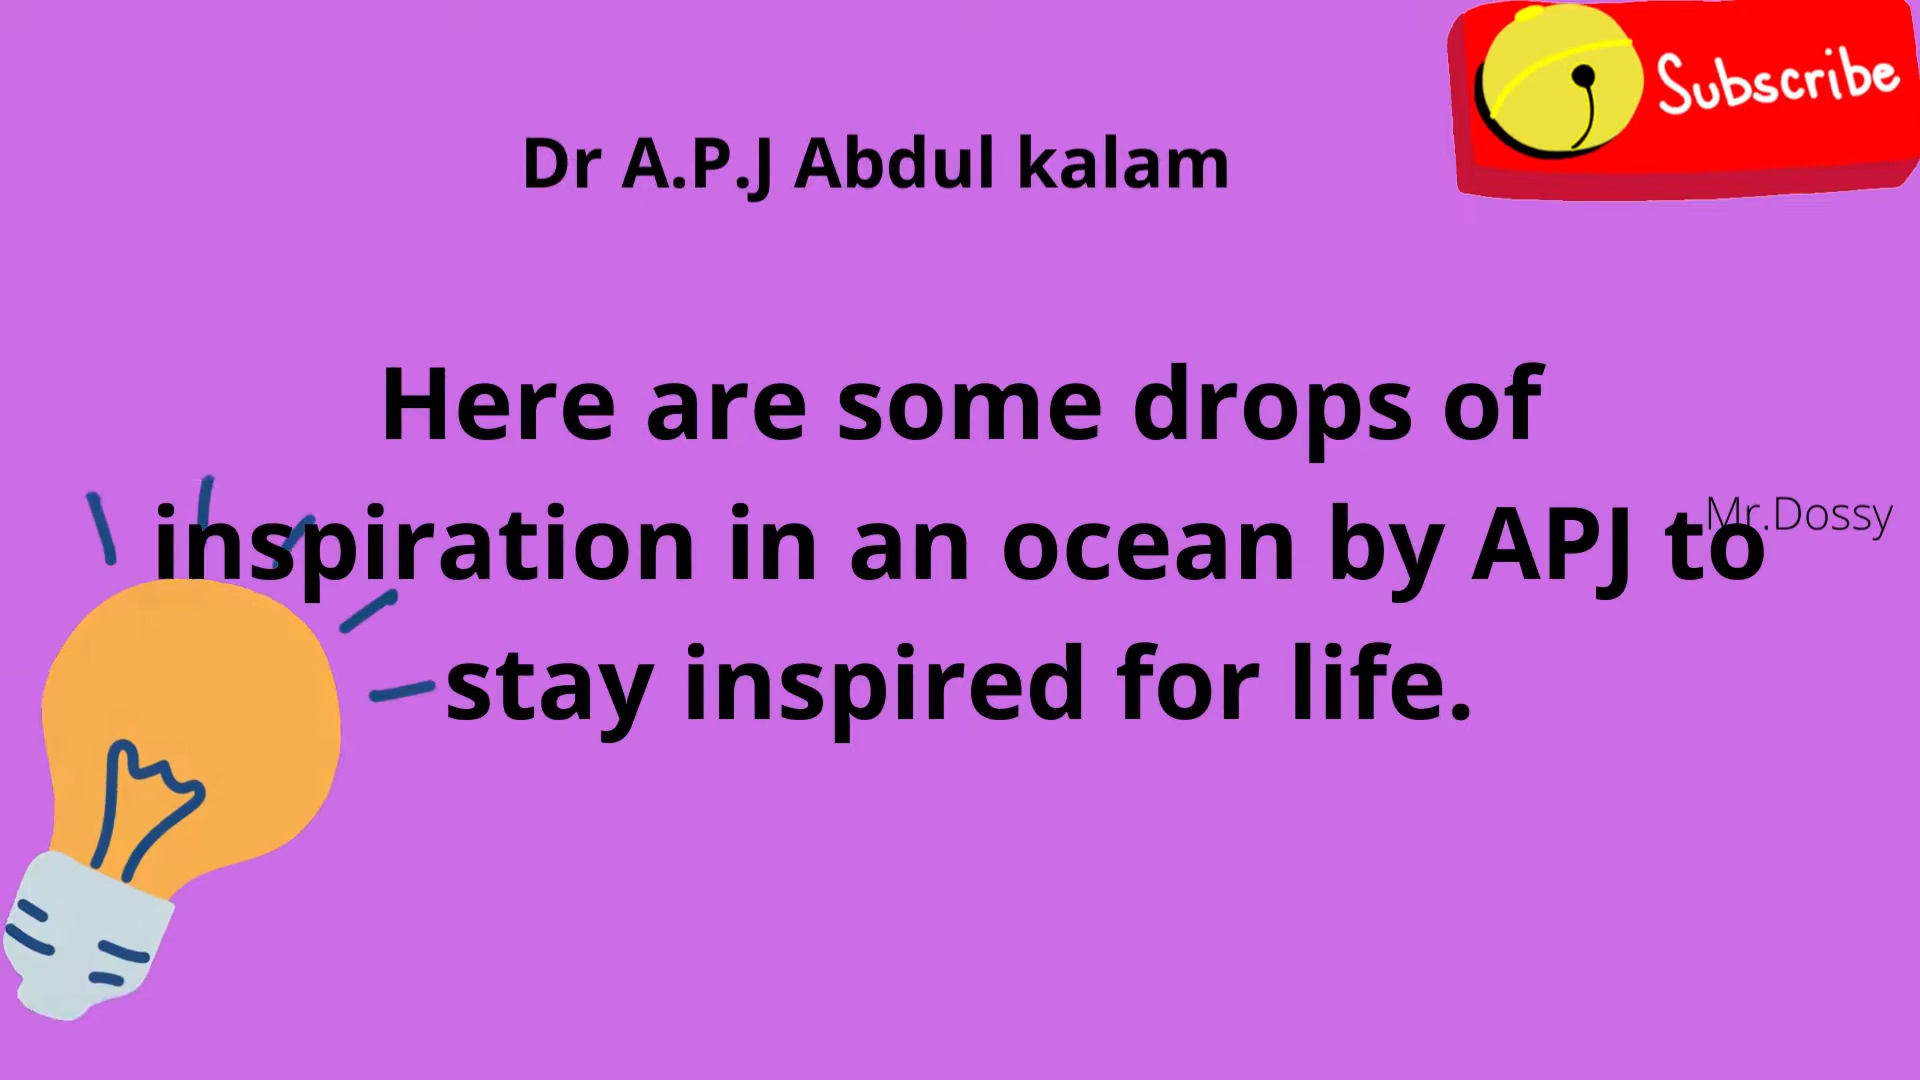 Subscribe
Dr A.P.J Abdul kalam
Here are some drops of
inspiration in an ocean by APJ to
Mr.Dossy
stay inspired for life.